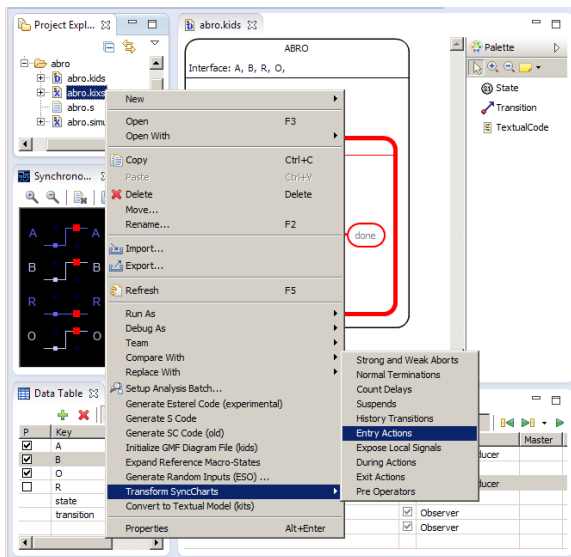 Project Expl...
abro
abro.kids
abro.kixs
abro.s
abro.simu
abro.kids
ABRO
Interface: A, B, R, O,
done
Palette
State
Transition
TextualCode
Synchrono...
A A
B B
R R
O O
New
Open F3
Open With
Copy Ctrl+C
Paste Ctrl+V
Delete Delete
Move...
Rename... F2
Import...
Export...
Refresh F5
Run As
Debug As
Team
Compare With
Replace With
Setup Analysis Batch...
Generate Esterel Code (experimental)
Generate S Code
Generate SC Code (old)
Initialize GMF Diagram File (kids)
Expand Reference Macro-States
Generate Random Inputs (ESO) ...
Transform SyncCharts
Convert to Textual Model (kits)
Properties Alt+Enter
Strong and Weak Aborts
Normal Terminations
Count Delays
Suspends
History Transitions
Entry Actions
Expose Local Signals
During Actions
Exit Actions
Pre Operators
Data Table
P Key
A
B
O
R
state
transition
Master
ducer
ducer
Observer
Observer